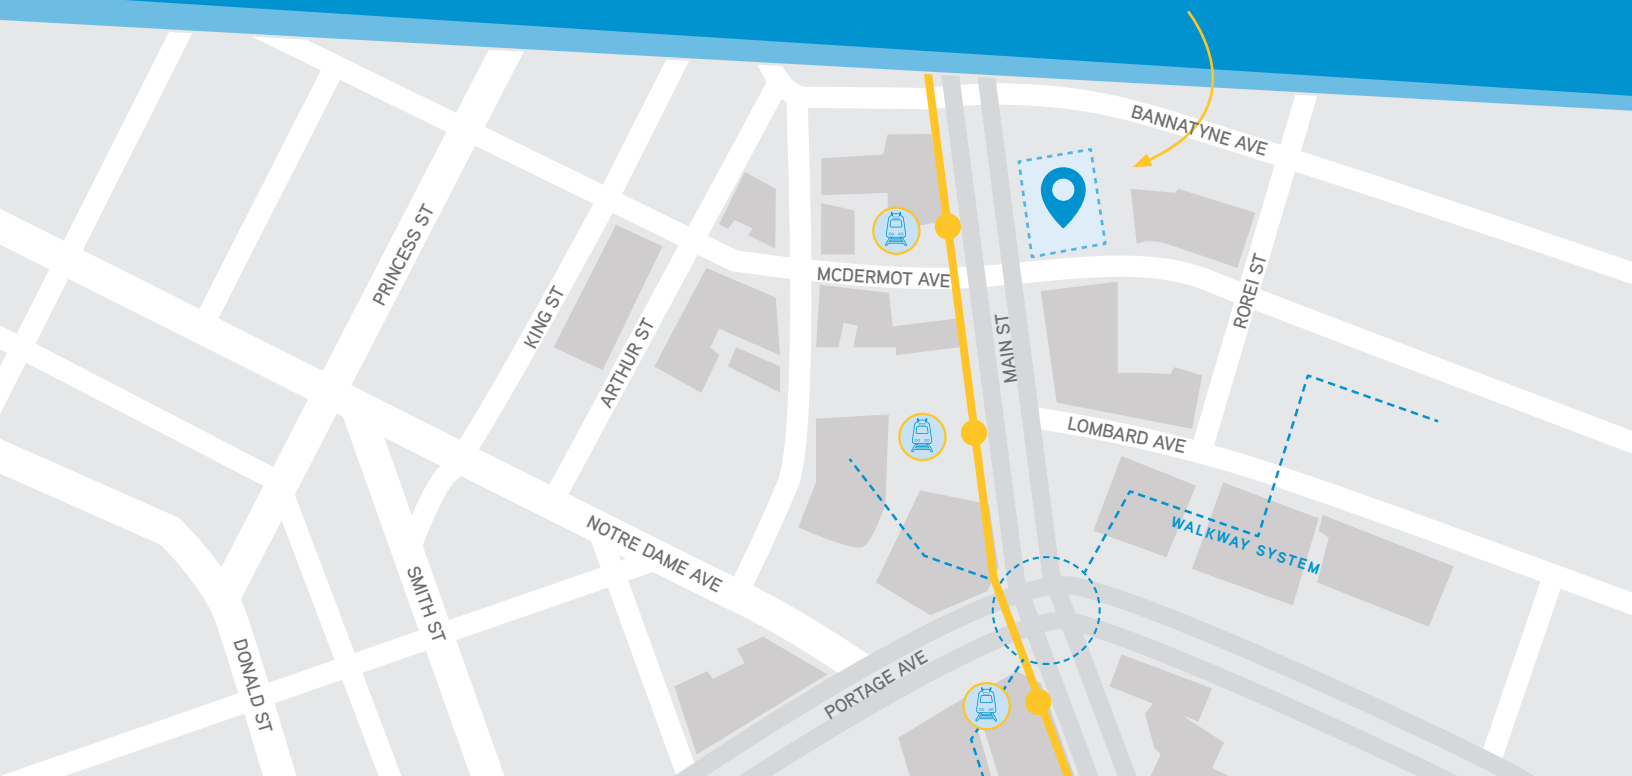 BANNATYNE AVE
PRINCESS ST
MCDERMOT AVE
ROREI ST
KING ST
ARTHUR ST
MAIN ST
LOMBARD AVE
NOTRE DAME AVE
WALKWAY SYSTEM
SMITH ST
DONALD ST
PORTAGE AVE